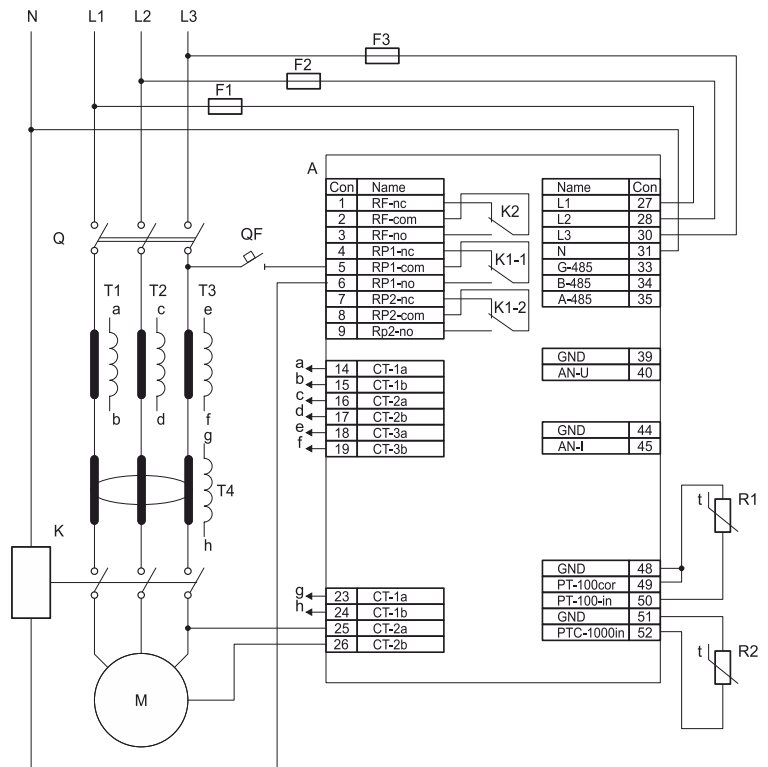 N L1 L2 L3
F3
F2
F1
A
Con Name
1 RF-nc
2 RF-com
3 RF-no
4 RP1-nc
5 RP1-com
6 RP1-no
7 RP2-nc
8 RP2-com
9 Rp2-no
K2
K1-1
K1-2
Name Con
L1 27
L2 28
L3 30
N 31
G-485 33
B-485 34
A-485 35
Q
QF
T1 T2 T3
a c e
b d f
g
T4
h
K
M
a 14 CT-1a
b 15 CT-1b
c 16 CT-2a
d 17 CT-2b
e 18 CT-3a
f 19 CT-3b
GND 39
AN-U 40
GND 44
AN-I 45
g 23 CT-1a
h 24 CT-1b
25 CT-2a
26 CT-2b
GND 48
PT-100cor 49
PT-100-in 50
GND 51
PTC-1000in 52
t R1
t R2